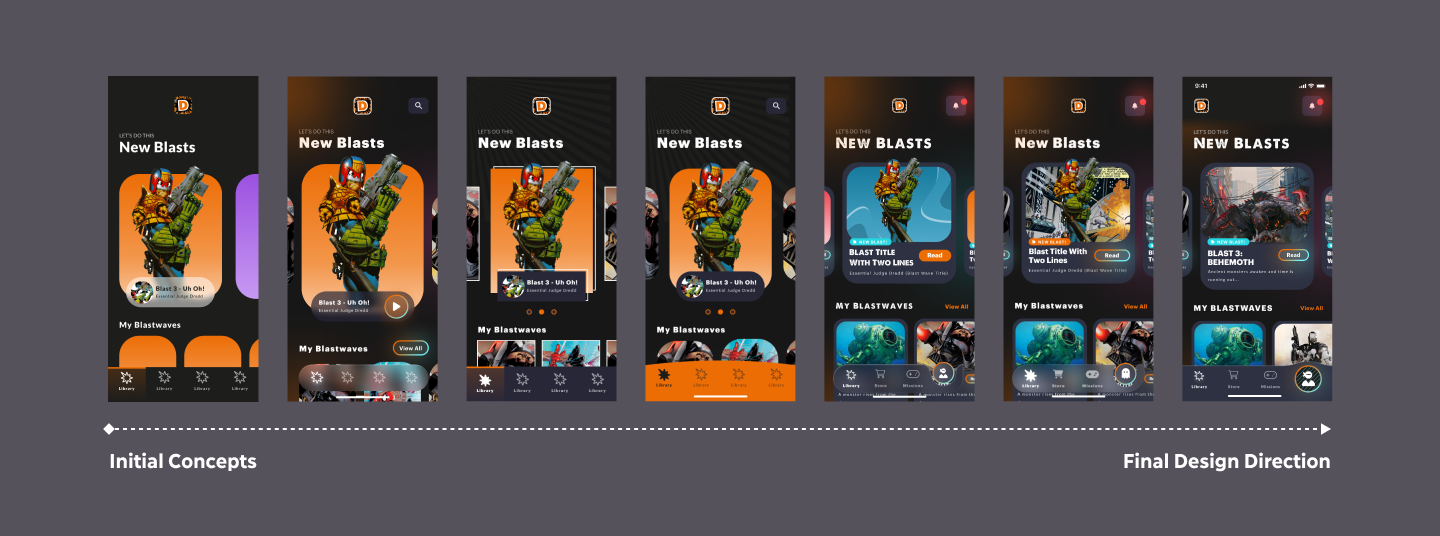 D
LET'S DO THIS
New Blasts
Blast 3 - Uh Oh!
Essential Judge Dredd
My Blastwaves
Library
Library
Library
Library
D
LET'S DO THIS
New Blasts
Blast 3 - Uh Oh!
Essential Judge Dredd
My Blastwaves
View All
D
LET'S DO THIS
New Blasts
Blast 3 - Uh Oh!
Essential Judge Dredd
My Blastwaves
Library
Library
Library
Library
D
LET'S DO THIS
New Blasts
Blast 3 - Uh Oh!
Essential Judge Dredd
My Blastwaves
Library
Library
Library
Library
D
LET'S DO THIS
NEW BLASTS
NEW BLAST!
BLAST TITLE
WITH TWO LINES
Read
Essential Judge Dredd (Blast Wave Title)
MY BLASTWAVES
View All
Library
Store
Missions
A monster rises from the
A monster rises from the
D
LET'S DO THIS
New Blasts
NEW BLAST!
Blast Title With
Two Lines
Read
Essential Judge Dredd (Blast Wave Title)
My Blastwaves
View All
Library
Store
Missions
A monster rises from the
A monster rises from the
9:41
D
LET'S DO THIS
NEW BLASTS
NEW BLAST!
BLAST 3:
BEHEMOTH
Read
Ancient monsters awaken and time is
running out...
MY BLASTWAVES
View All
Library
Store
Missions
Initial Concepts
Final Design Direction